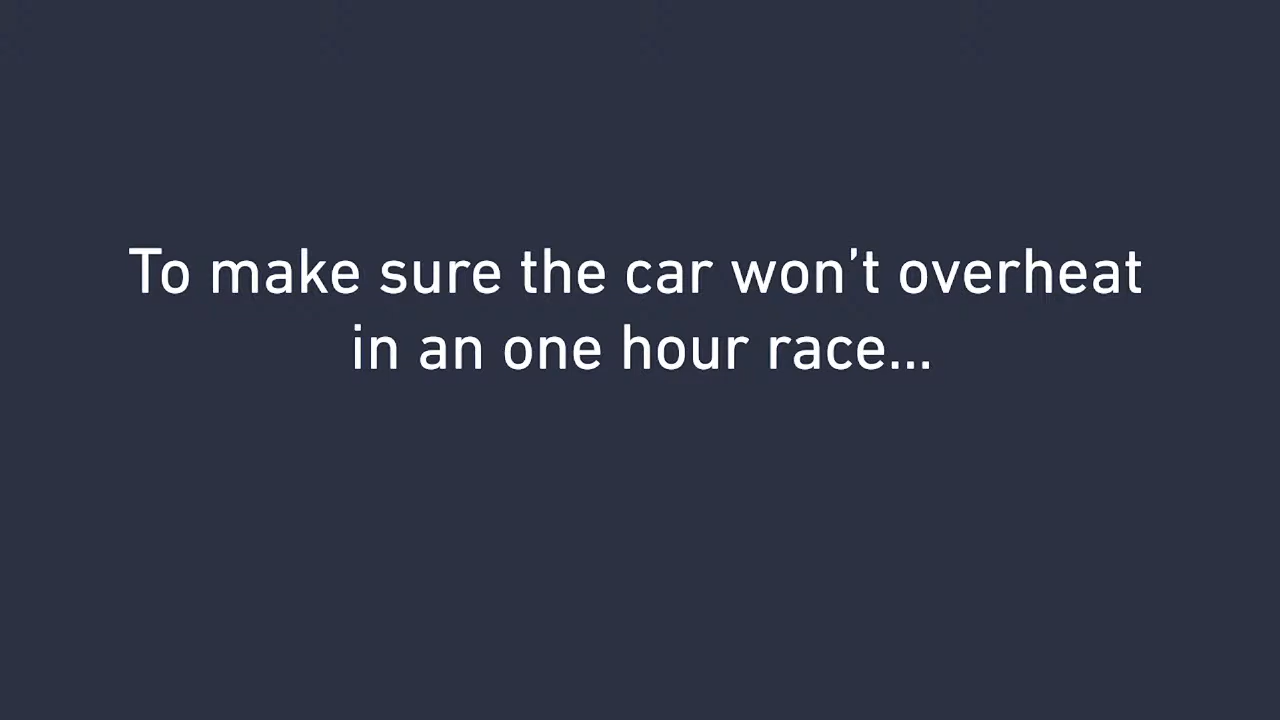 To make sure the car won’t overheat
in an one hour race...